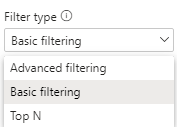 Filter type
Basic filtering
Advanced filtering
Basic filtering
Top N